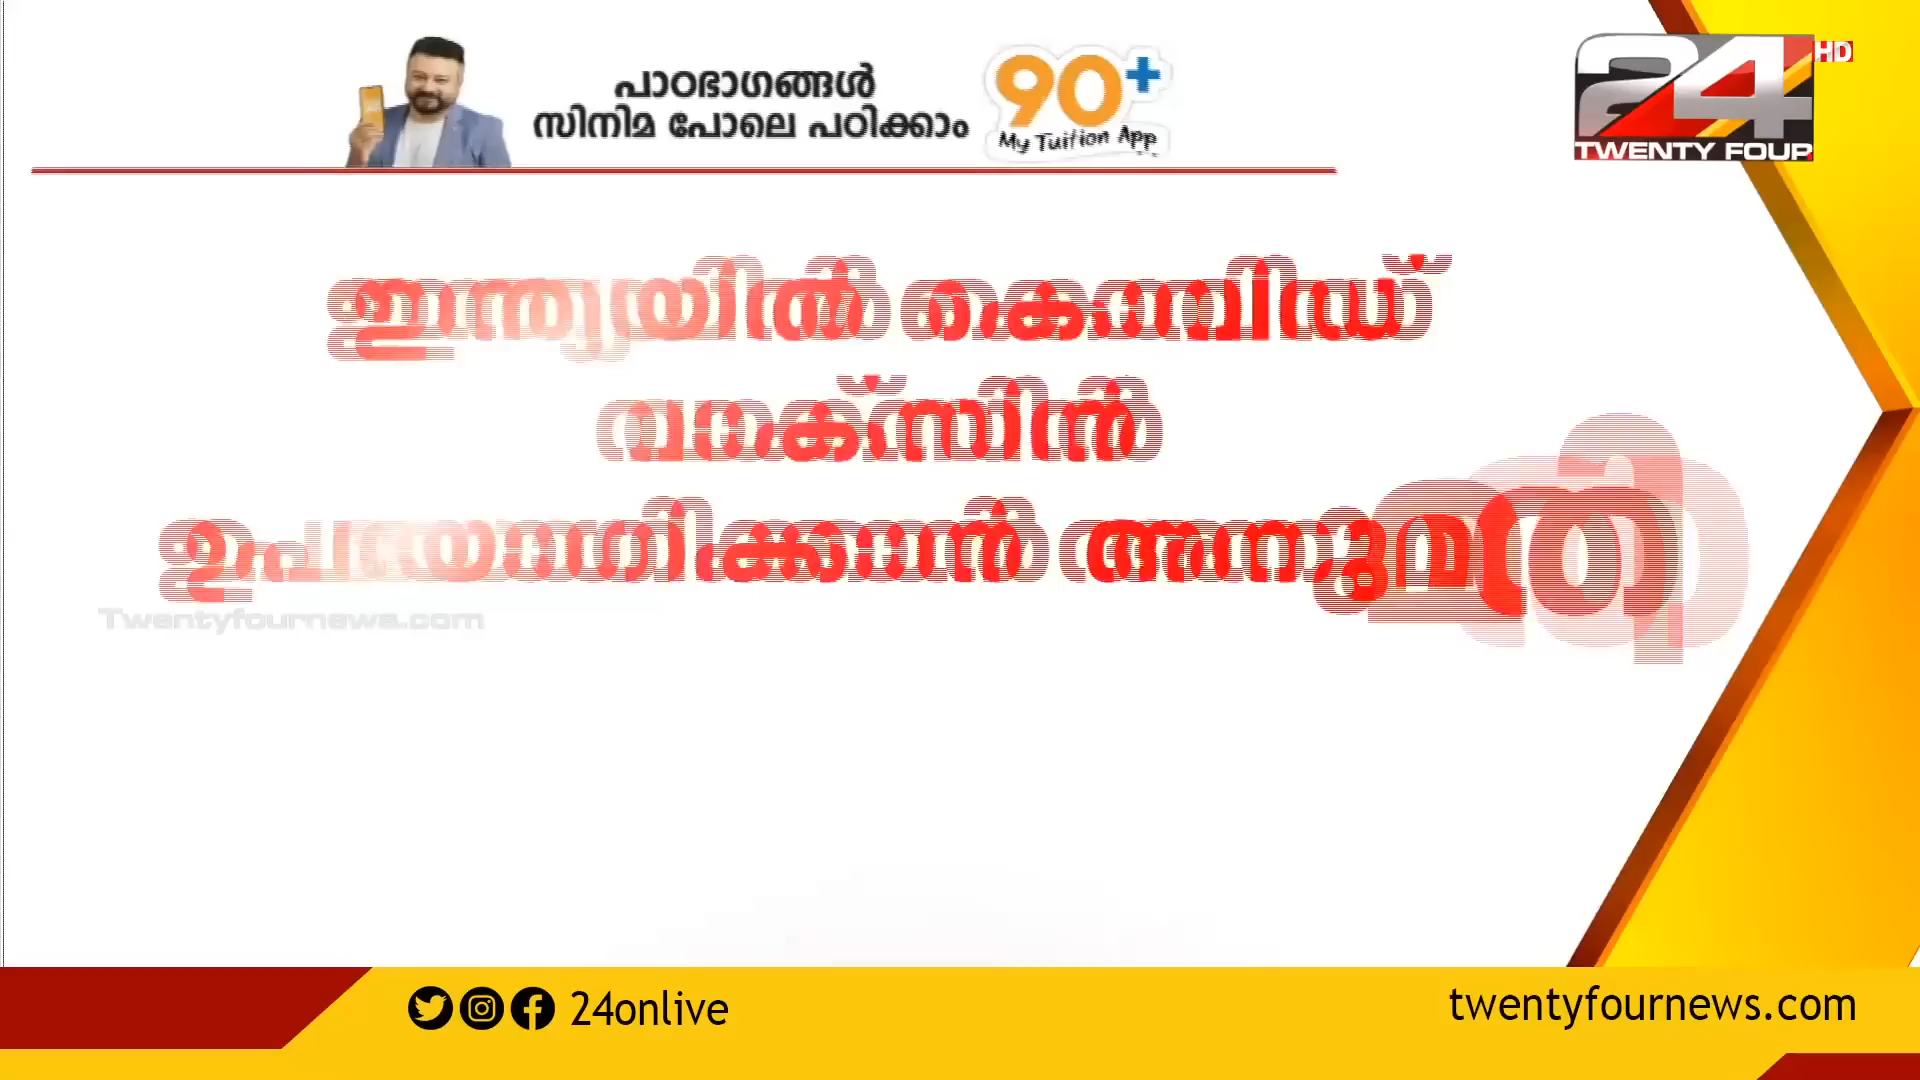 പാഠഭാഗങ്ങൾ
സിനിമ പോലെ പഠിക്കാം
90+
My Tuition App
24 HD
TWENTY FOUR
ഇന്ത്യയിൽ കൊവിഡ്
വാക്സിൻ
ഉപയോഗിക്കാൻ അനുമതി
Twentyfournews.com
24onlive
twentyfournews.com